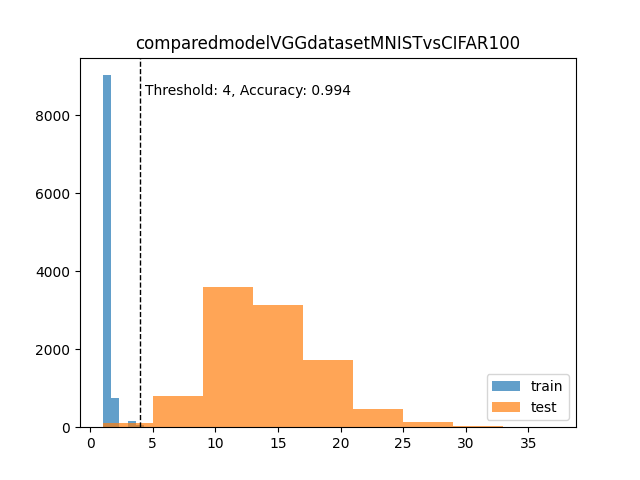 comparedmodelVGGdatasetMNISTvsCIFAR100
Threshold: 4, Accuracy: 0.994
8000
6000
4000
2000
0
train
test
0 5 10 15 20 25 30 35